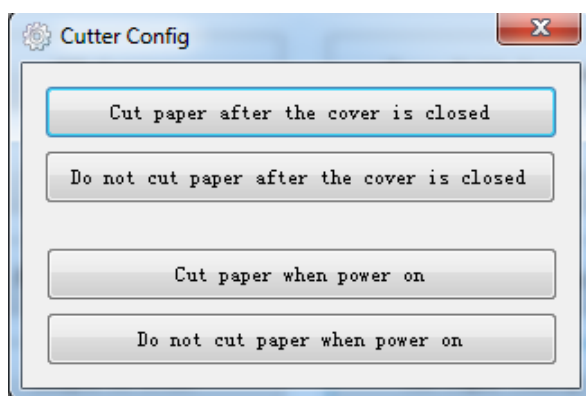 Cutter Config
Cut paper after the cover is closed
Do not cut paper after the cover is closed
Cut paper when power on
Do not cut paper when power on